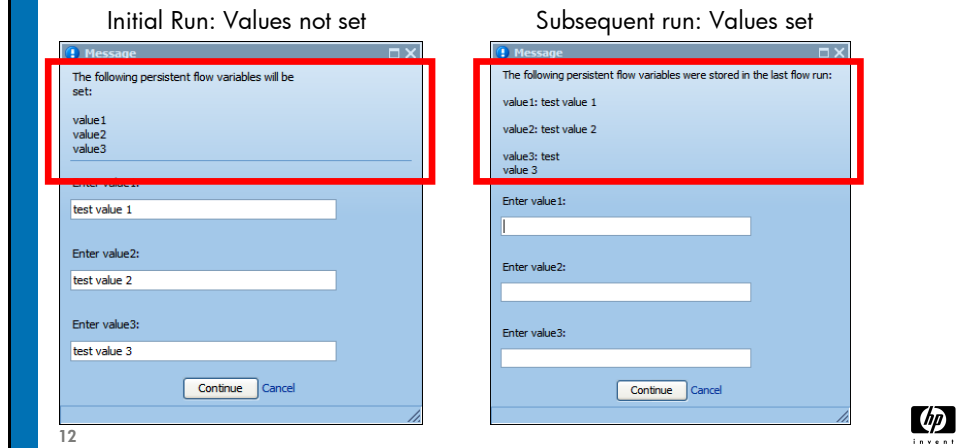 Initial Run: Values not set
Message
The following persistent flow variables will be
set:
value1
value2
value3
Enter value1:
test value 1
Enter value2:
test value 2
Enter value3:
test value 3
Continue Cancel
12
Subsequent run: Values set
Message
The following persistent flow variables were stored in the last flow run:
value1: test value 1
value2: test value 2
value3: test
value 3
Enter value1:
Enter value2:
Enter value3:
Continue Cancel
hp
invent